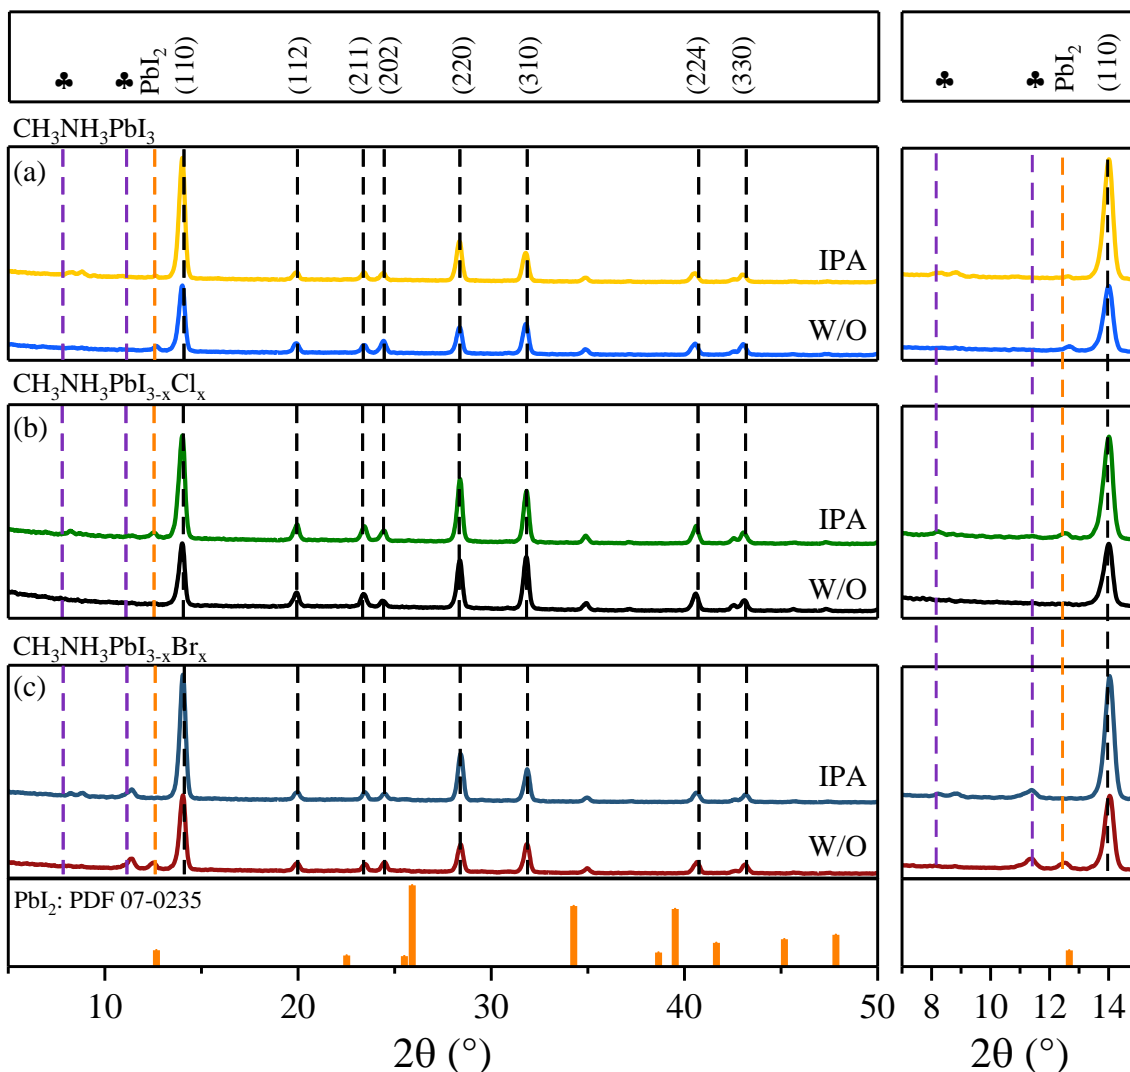 ♣ ♣ PbI₂ (110) (112) (211) (202) (220) (310) (224) (330)
♣ ♣ PbI₂ (110)
CH₃NH₃PbI₃
(a)
IPA
W/O
CH₃NH₃PbI₃₋ₓClₓ
(b)
IPA
W/O
CH₃NH₃PbI₃₋ₓBrₓ
(c)
IPA
W/O
PbI₂: PDF 07-0235
10 20 30 40 50
8 10 12 14
2θ (°)
2θ (°)